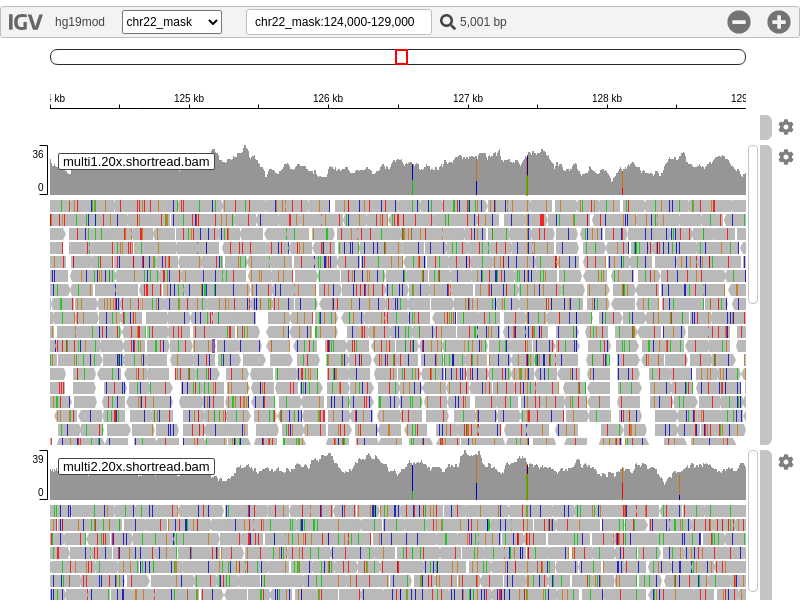 IGV hg19mod chr22_mask chr22_mask:124,000-129,000 5,001 bp
kb 125 kb 126 kb 127 kb 128 kb 129
36
multi1.20x.shortread.bam
0
39
multi2.20x.shortread.bam
0